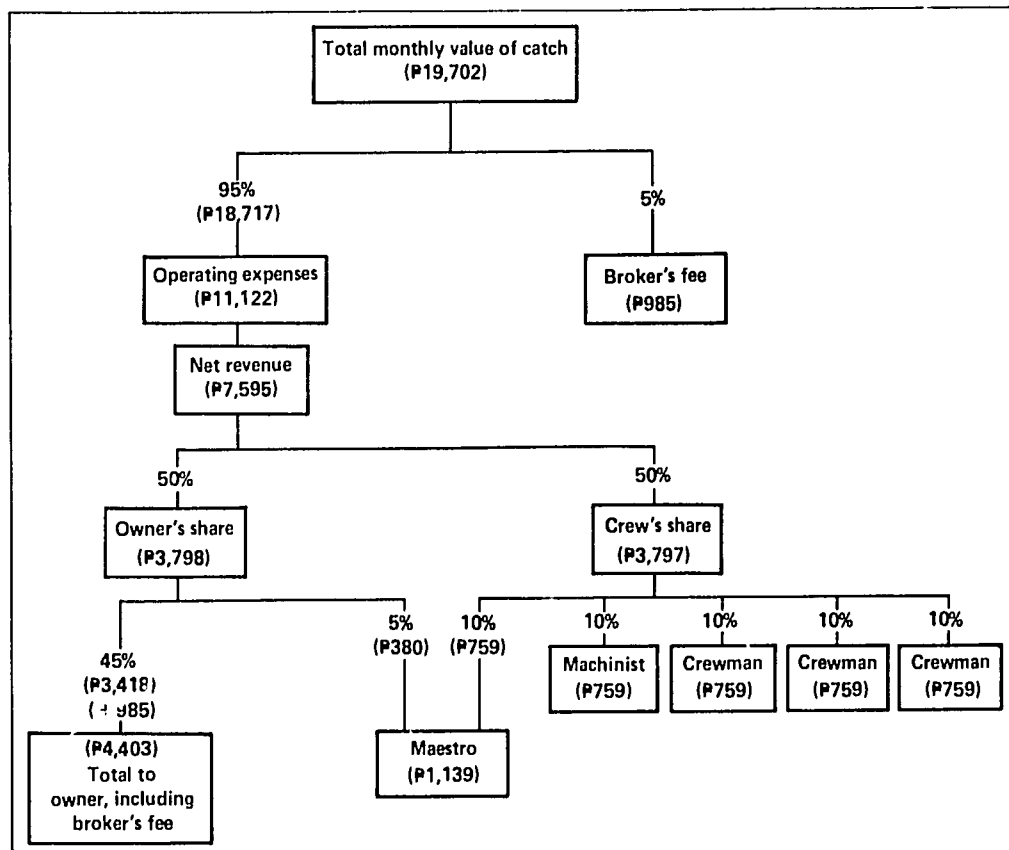 Total monthly value of catch
(₱19,702)
95%
(₱18,717)
5%
Operating expenses
(₱11,122)
Broker's fee
(₱985)
Net revenue
(₱7,595)
50%
50%
Owner's share
(₱3,798)
Crew's share
(₱3,797)
45%
(₱3,418)
985)
5%
(₱380)
10%
(₱759)
10%
10%
10%
10%
Machinist
(₱759)
Crewman
(₱759)
Crewman
(₱759)
Crewman
(₱759)
(₱4,403)
Total to
owner, including
broker's fee
Maestro
(₱1,139)